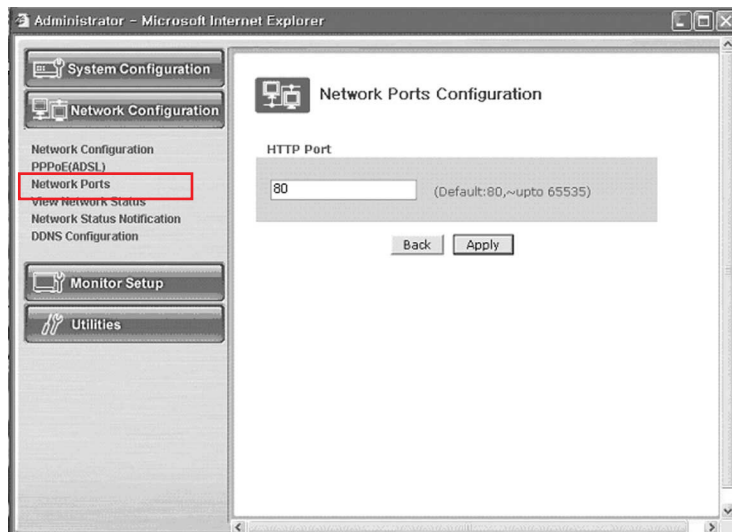 Administrator - Microsoft Internet Explorer
System Configuration
Network Configuration
Network Configuration
PPPoE(ADSL)
Network Ports
View Network Status
Network Status Notification
DDNS Configuration
Monitor Setup
Utilities
Network Ports Configuration
HTTP Port
80
(Default:80,~upto 65535)
Back
Apply